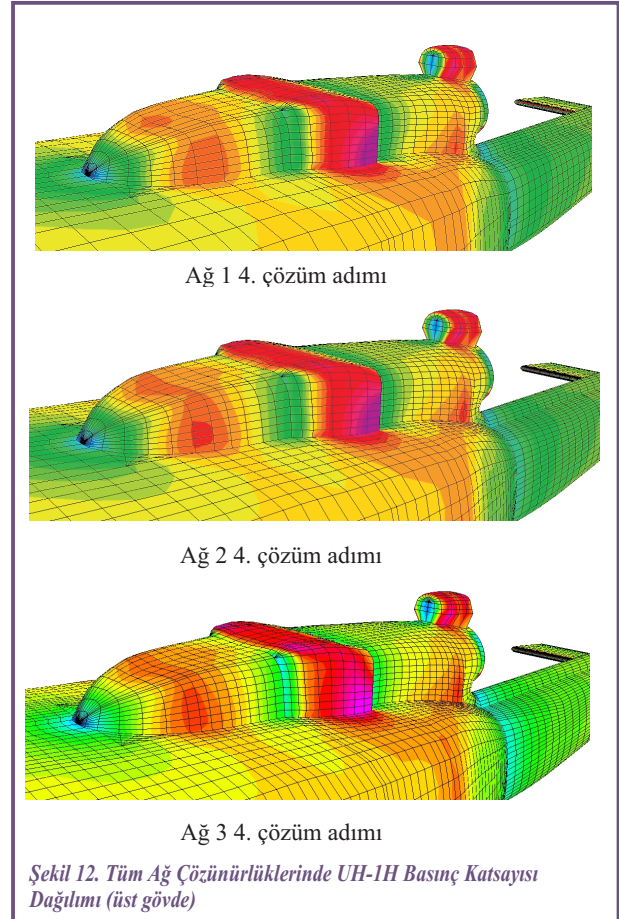 Ağ 1 4. çözüm adımı
Ağ 2 4. çözüm adımı
Ağ 3 4. çözüm adımı
Şekil 12. Tüm Ağ Çözünürlüklerinde UH-1H Basınç Katsayısı
Dağılımı (üst gövde)